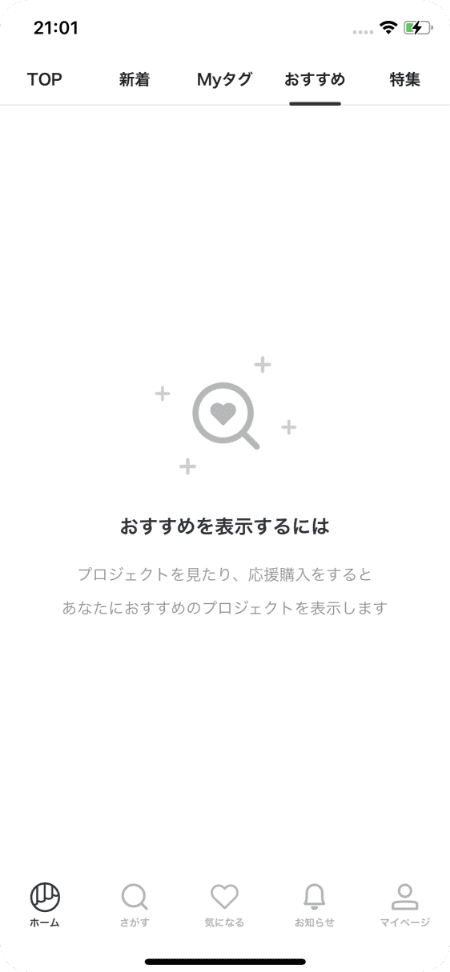 21:01
TOP 新着 Myタグ おすすめ 特集
おすすめを表示するには
プロジェクトを見たり、応援購入をすると
あなたにおすすめのプロジェクトを表示します
ホーム さがす 気になる お知らせ マイページ